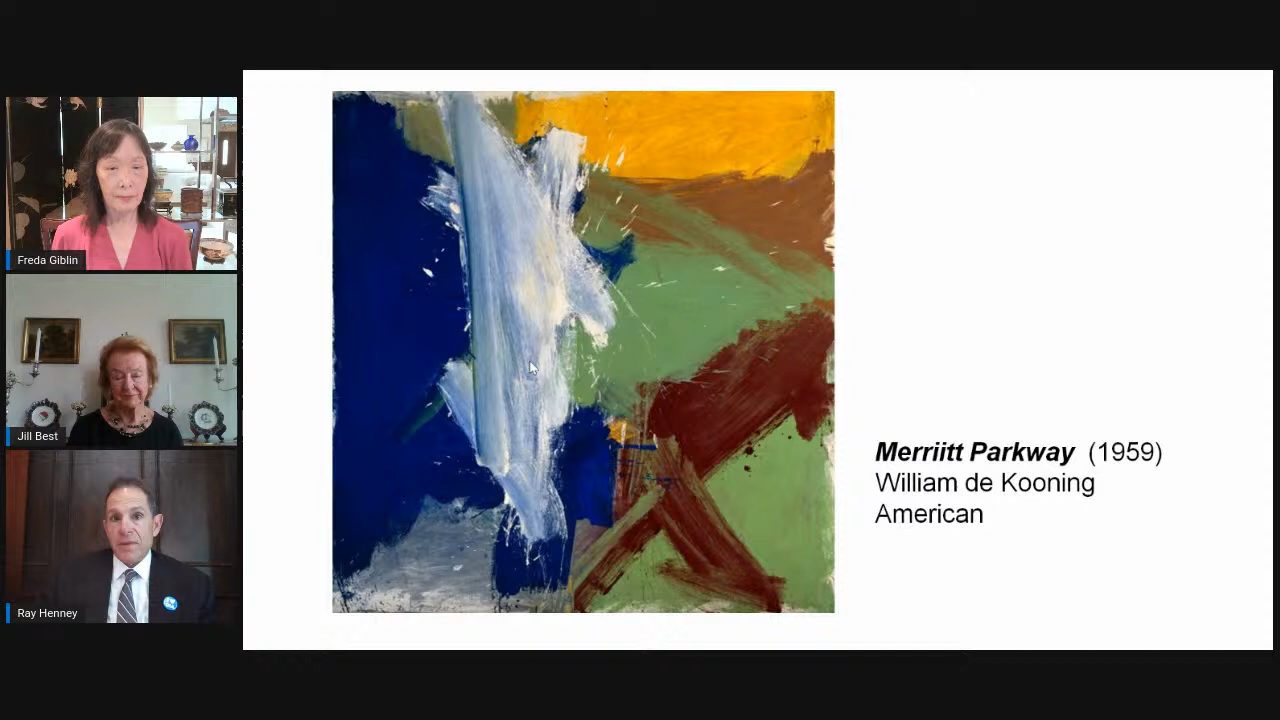 Freda Giblin
Jill Best
Ray Henney
Merriitt Parkway (1959)
William de Kooning
American